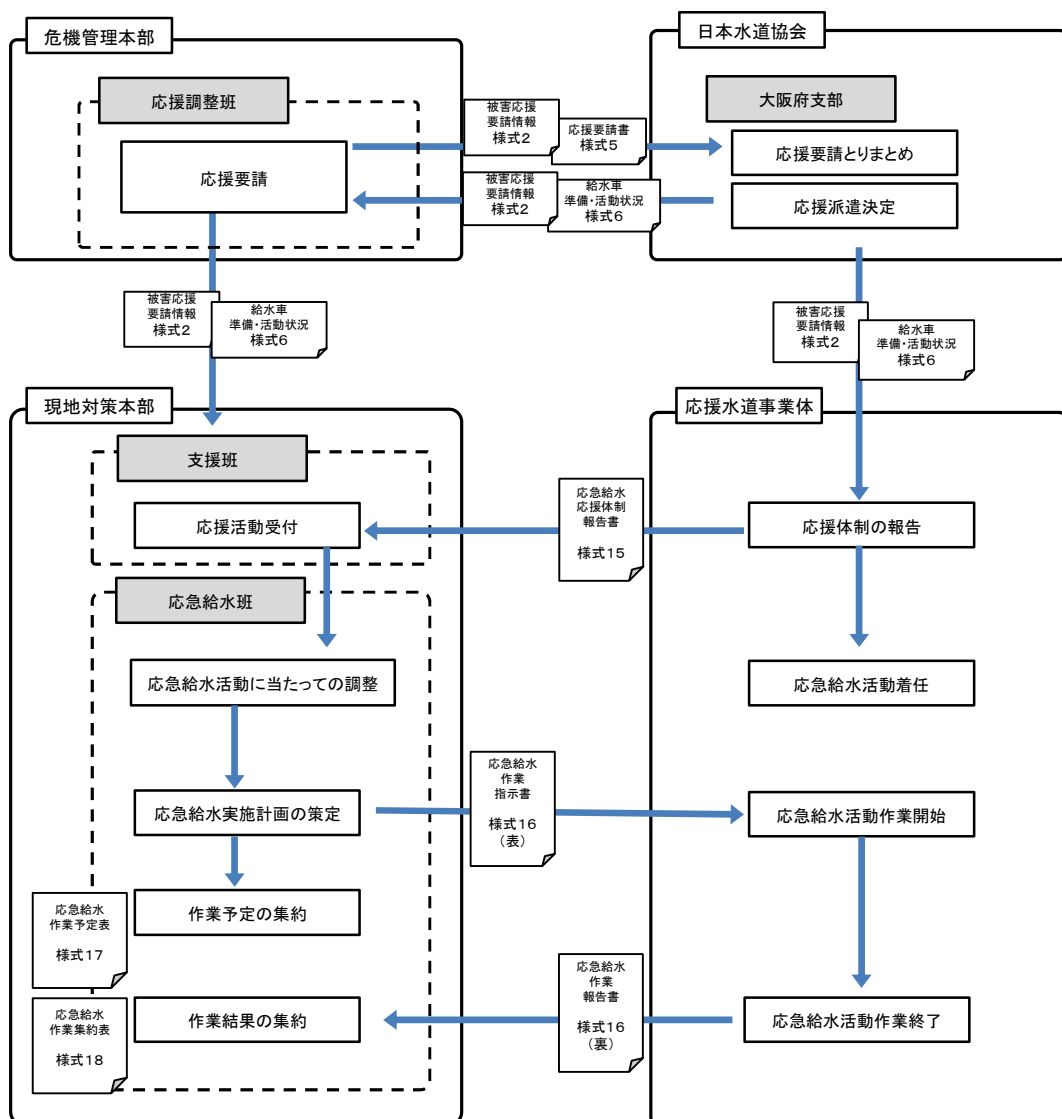 危機管理本部
日本水道協会
応援調整班
大阪府支部
被害応援
要請情報
様式2
応援要請書
様式5
応援要請
応援要請とりまとめ
被害応援
要請情報
様式2
給水車
準備・活動状況
様式6
応援派遣決定
被害応援
要請情報
様式2
給水車
準備・活動状況
様式6
被害応援
要請情報
様式2
給水車
準備・活動状況
様式6
現地対策本部
応援水道事業体
支援班
応援活動受付
応急給水
応援体制
報告書
様式15
応援体制の報告
応急給水班
応急給水活動に当たっての調整
応急給水活動着任
応急給水実施計画の策定
応急給水
作業
指示書
様式16
(表)
応急給水活動作業開始
応急給水
作業予定表
様式17
作業予定の集約
応急給水
作業集約表
様式18
作業結果の集約
応急給水
作業
報告書
様式16
(裏)
応急給水活動作業終了